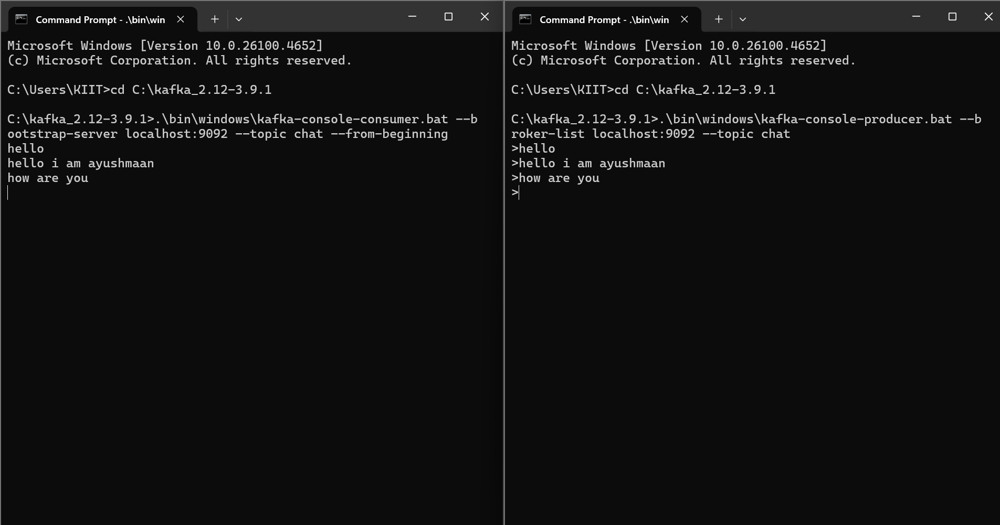 Command Prompt - .\bin\win
Microsoft Windows [Version 10.0.26100.4652]
(c) Microsoft Corporation. All rights reserved.
C:\Users\KIIT>cd C:\kafka_2.12-3.9.1
C:\kafka_2.12-3.9.1>.\bin\windows\kafka-console-consumer.bat --b
ootstrap-server localhost:9092 --topic chat --from-beginning
hello
hello i am ayushmaan
how are you
Command Prompt - .\bin\win
Microsoft Windows [Version 10.0.26100.4652]
(c) Microsoft Corporation. All rights reserved.
C:\Users\KIIT>cd C:\kafka_2.12-3.9.1
C:\kafka_2.12-3.9.1>.\bin\windows\kafka-console-producer.bat --b
roker-list localhost:9092 --topic chat
>hello
>hello i am ayushmaan
>how are you
>